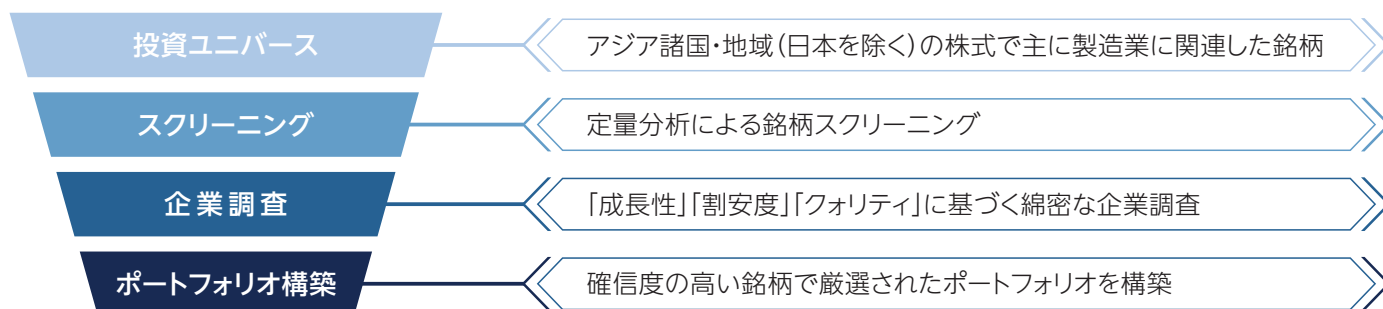 投資ユニバース
アジア諸国・地域(日本を除く)の株式で主に製造業に関連した銘柄
スクリーニング
定量分析による銘柄スクリーニング
企業調査
「成長性」「割安度」「クォリティ」に基づく綿密な企業調査
ポートフォリオ構築
確信度の高い銘柄で厳選されたポートフォリオを構築